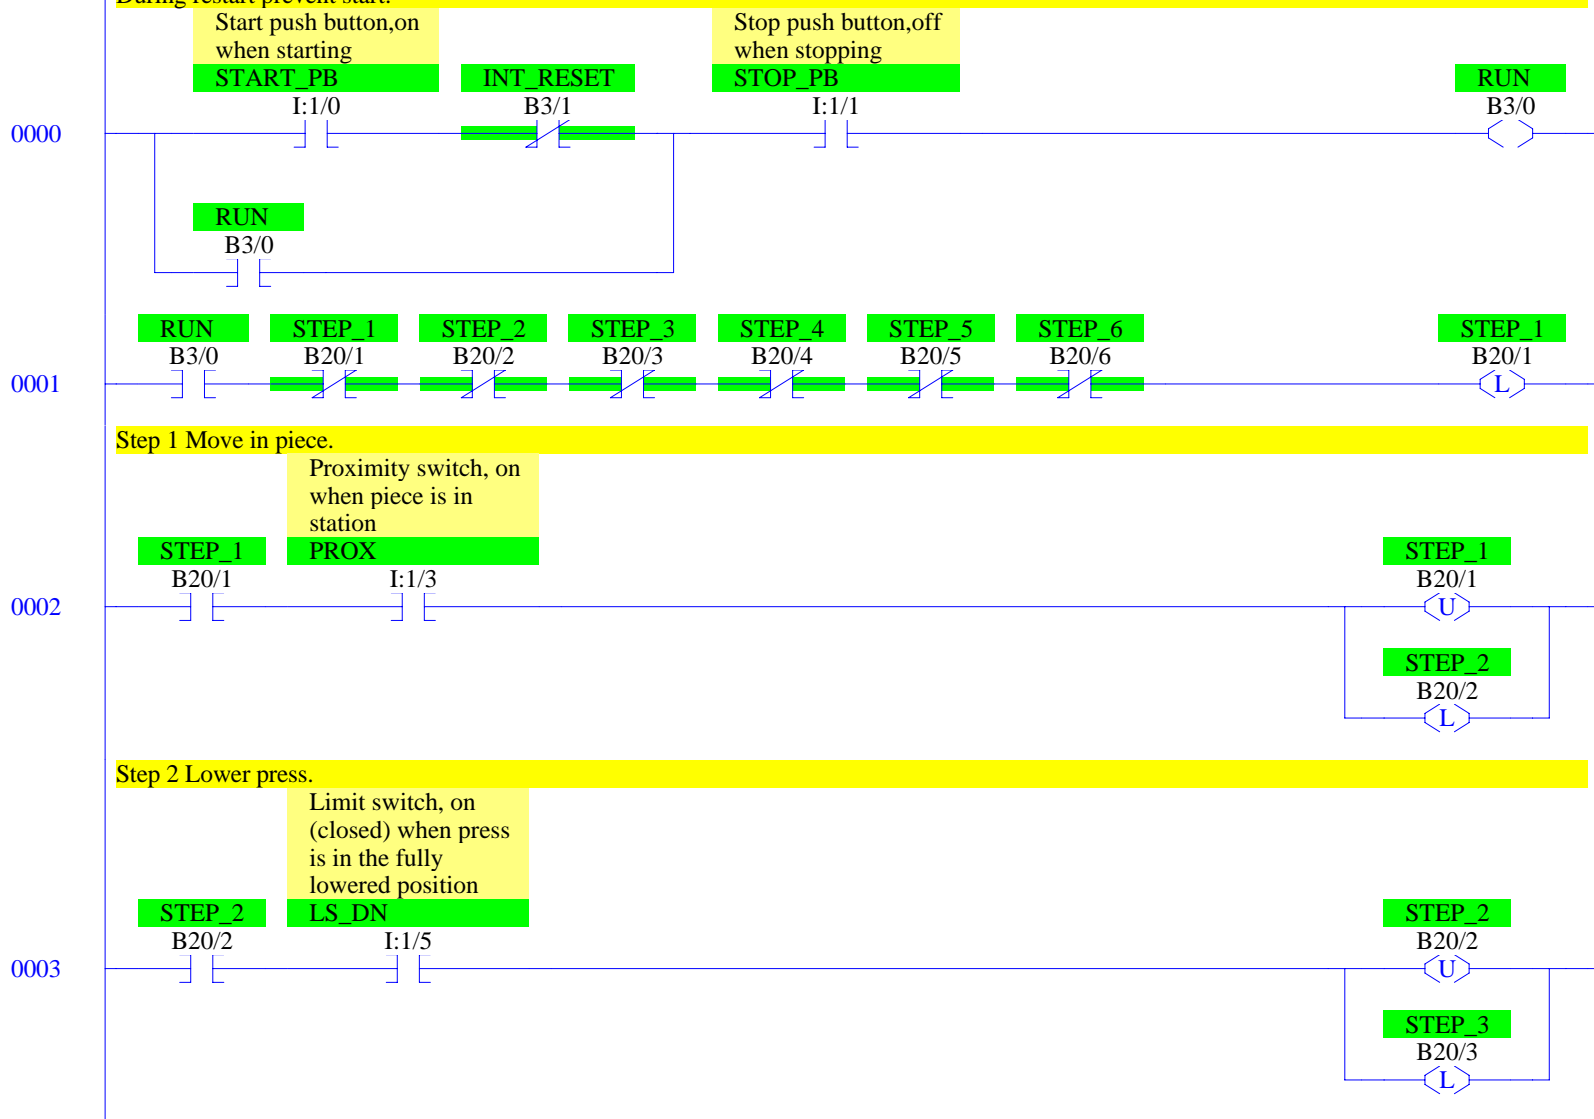 During restart prevent start.
Start push button,on
when starting
START_PB
I:1/0
INT_RESET
B3/1
Stop push button,off
when stopping
STOP_PB
I:1/1
RUN
B3/0
0000
RUN
B3/0
RUN
B3/0
STEP_1
B20/1
STEP_2
B20/2
STEP_3
B20/3
STEP_4
B20/4
STEP_5
B20/5
STEP_6
B20/6
STEP_1
B20/1
0001
L
Step 1 Move in piece.
Proximity switch, on
when piece is in
station
STEP_1
B20/1
PROX
I:1/3
STEP_1
B20/1
0002
U
STEP_2
B20/2
L
Step 2 Lower press.
Limit switch, on
(closed) when press
is in the fully
lowered position
STEP_2
B20/2
LS_DN
I:1/5
STEP_2
B20/2
0003
U
STEP_3
B20/3
L